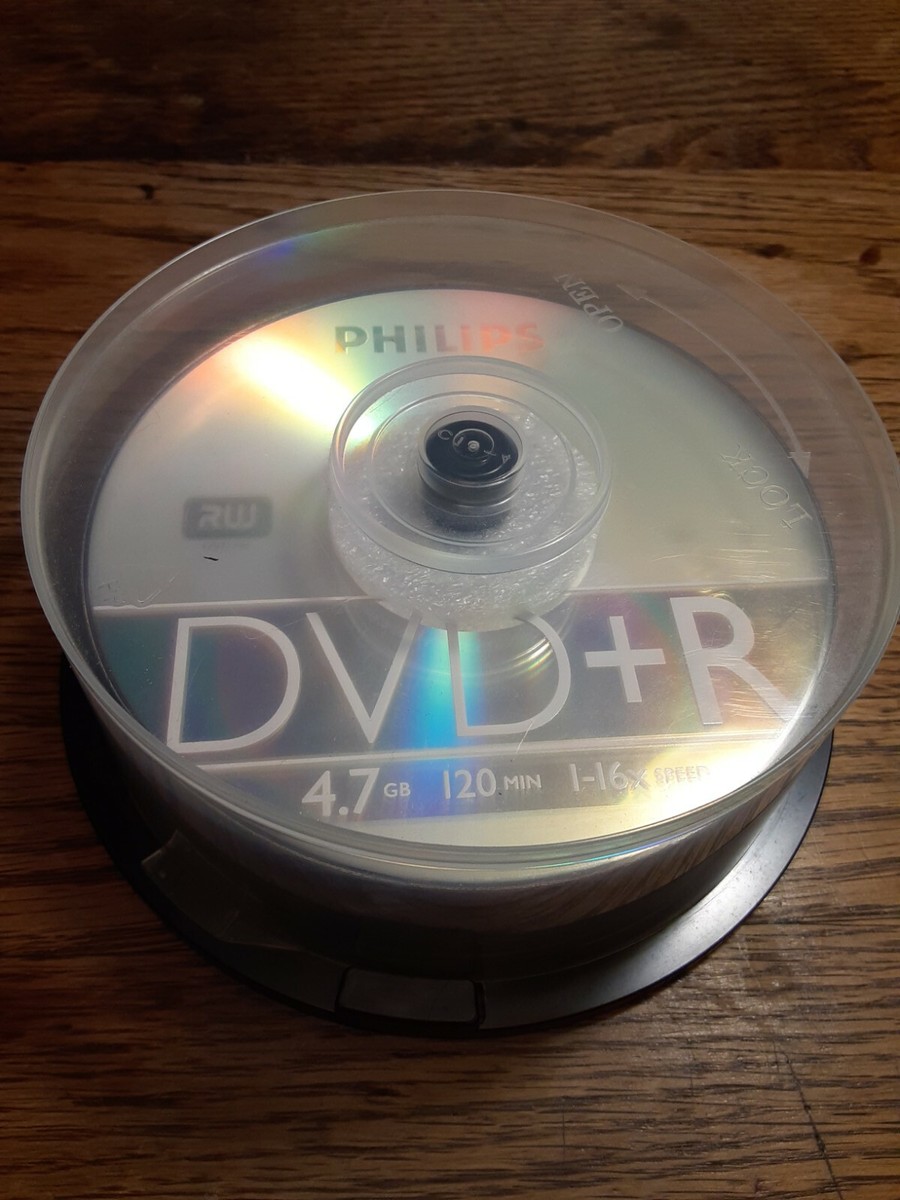 PHILIPS
OPEN
LOCK
RW
DVD+R
4.7 GB 120 MIN 1-16x SPEED